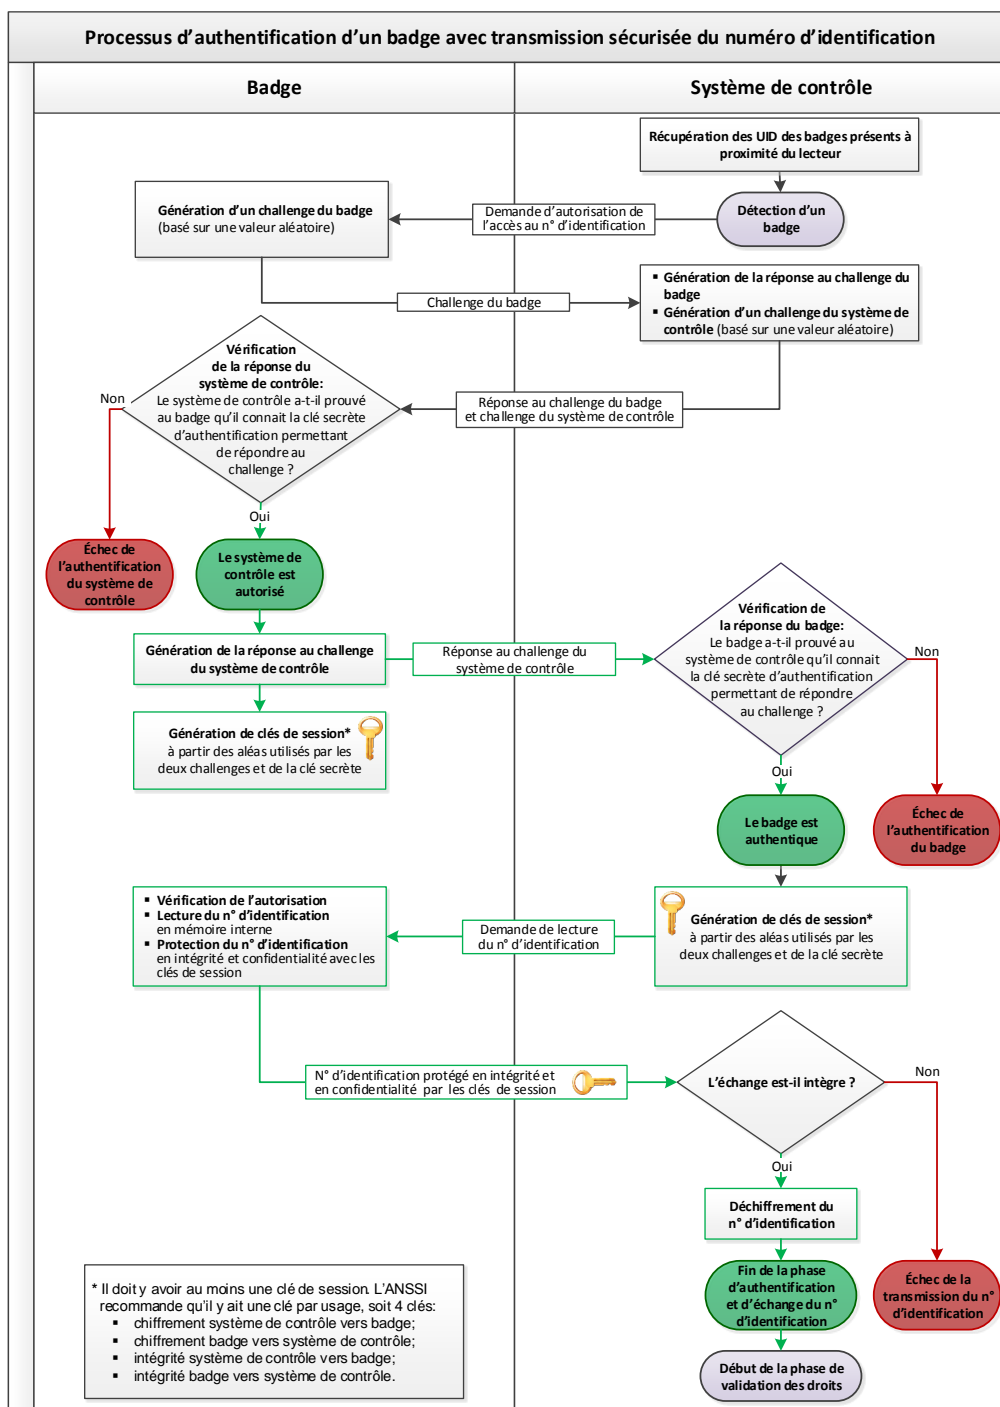 Processus d'authentification d'un badge avec transmission sécurisée du numéro d'identification
Badge
Système de contrôle
Récupération des UID des badges présents à
proximité du lecteur
Génération d'un challenge du badge
(basé sur une valeur aléatoire)
Demande d'autorisation de
l'accès au n° d'identification
Détection d'un
badge
Challenge du badge
▪ Génération de la réponse au challenge du
badge
▪ Génération d'un challenge du système de
contrôle (basé sur une valeur aléatoire)
Vérification
de la réponse du
système de contrôle:
Le système de contrôle a-t-il prouvé
au badge qu'il connait la clé secrète
d'authentification permettant
de répondre au
challenge ?
Non
Réponse au challenge du badge
et challenge du système de contrôle
Oui
Échec de
l'authentification
du système de
contrôle
Le système de
contrôle est
autorisé
Génération de la réponse au challenge
du système de contrôle
Réponse au challenge du
système de contrôle
Vérification de
la réponse du badge:
Le badge a-t-il prouvé au
système de contrôle qu'il connait
la clé secrète d'authentification
permettant de répondre
au challenge ?
Non
Génération de clés de session*
à partir des aléas utilisés par les
deux challenges et de la clé secrète
Oui
Le badge est
authentique
Échec de
l'authentification
du badge
▪ Vérification de l'autorisation
▪ Lecture du n° d'identification
en mémoire interne
▪ Protection du n° d'identification
en intégrité et confidentialité avec les
clés de session
Demande de lecture
du n° d'identification
Génération de clés de session*
à partir des aléas utilisés par les
deux challenges et de la clé secrète
N° d'identification protégé en intégrité et
en confidentialité par les clés de session
L'échange est-il intègre ?
Non
Oui
Déchiffrement du
n° d'identification
Fin de la phase
d'authentification
et d'échange du n°
d'identification
Échec de la
transmission du n°
d'identification
Début de la phase de
validation des droits
* Il doit y avoir au moins une clé de session. L'ANSSI
recommande qu'il y ait une clé par usage, soit 4 clés:
▪ chiffrement système de contrôle vers badge;
▪ chiffrement badge vers système de contrôle;
▪ intégrité système de contrôle vers badge;
▪ intégrité badge vers système de contrôle.